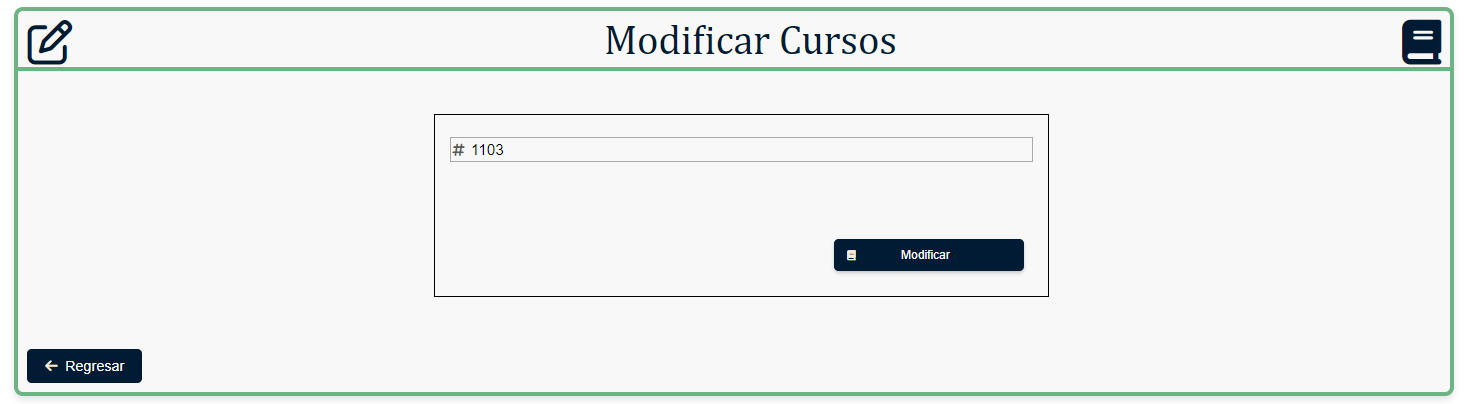 Modificar Cursos
# 1103
Modificar
Regresar